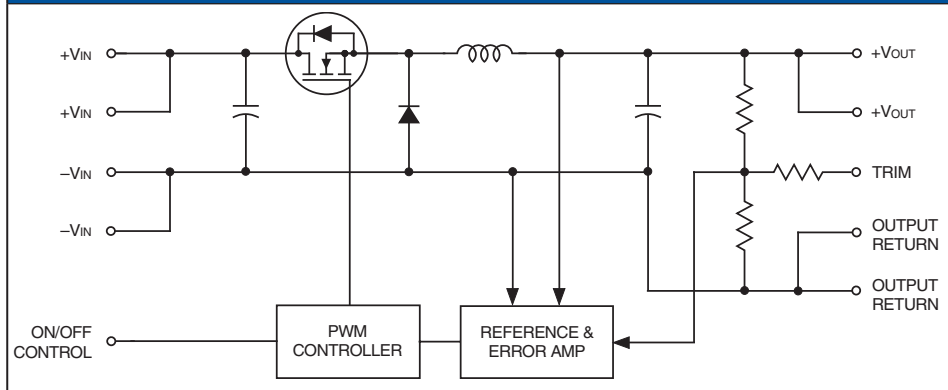 +VIN
+VIN
–VIN
–VIN
ON/OFF
CONTROL
PWM
CONTROLLER
REFERENCE &
ERROR AMP
+VOUT
+VOUT
TRIM
OUTPUT
RETURN
OUTPUT
RETURN